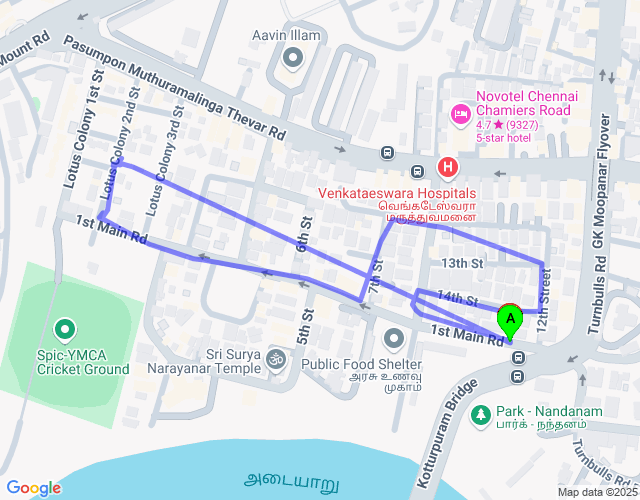 Mount Rd
Aavin Illam
Pasumpon Muthuramalinga Thevar Rd
Lotus Colony 1st St
Lotus Colony 2nd St
Lotus Colony 3rd St
Novotel Chennai
Chamiers Road
4.7★ (9327)
5-star hotel
GK Moopanar Flyover
H
Venkataeswara Hospitals
வெங்கடேஸ்வரா
மருத்துவமனை
1st Main Rd
6th St
7th St
13th St
14th St
12th Street
Turnbulls Rd
A
1st Main Rd
5th St
Spic-YMCA
Cricket Ground
Sri Surya
Narayanar Temple
Public Food Shelter
அரசு உணவு
முகாம்
Kotturpuram Bridge
Park - Nandanam
பார்க் - நந்தனம்
Turnbulls Rd
அடையாறு
Google
Map data ©2025